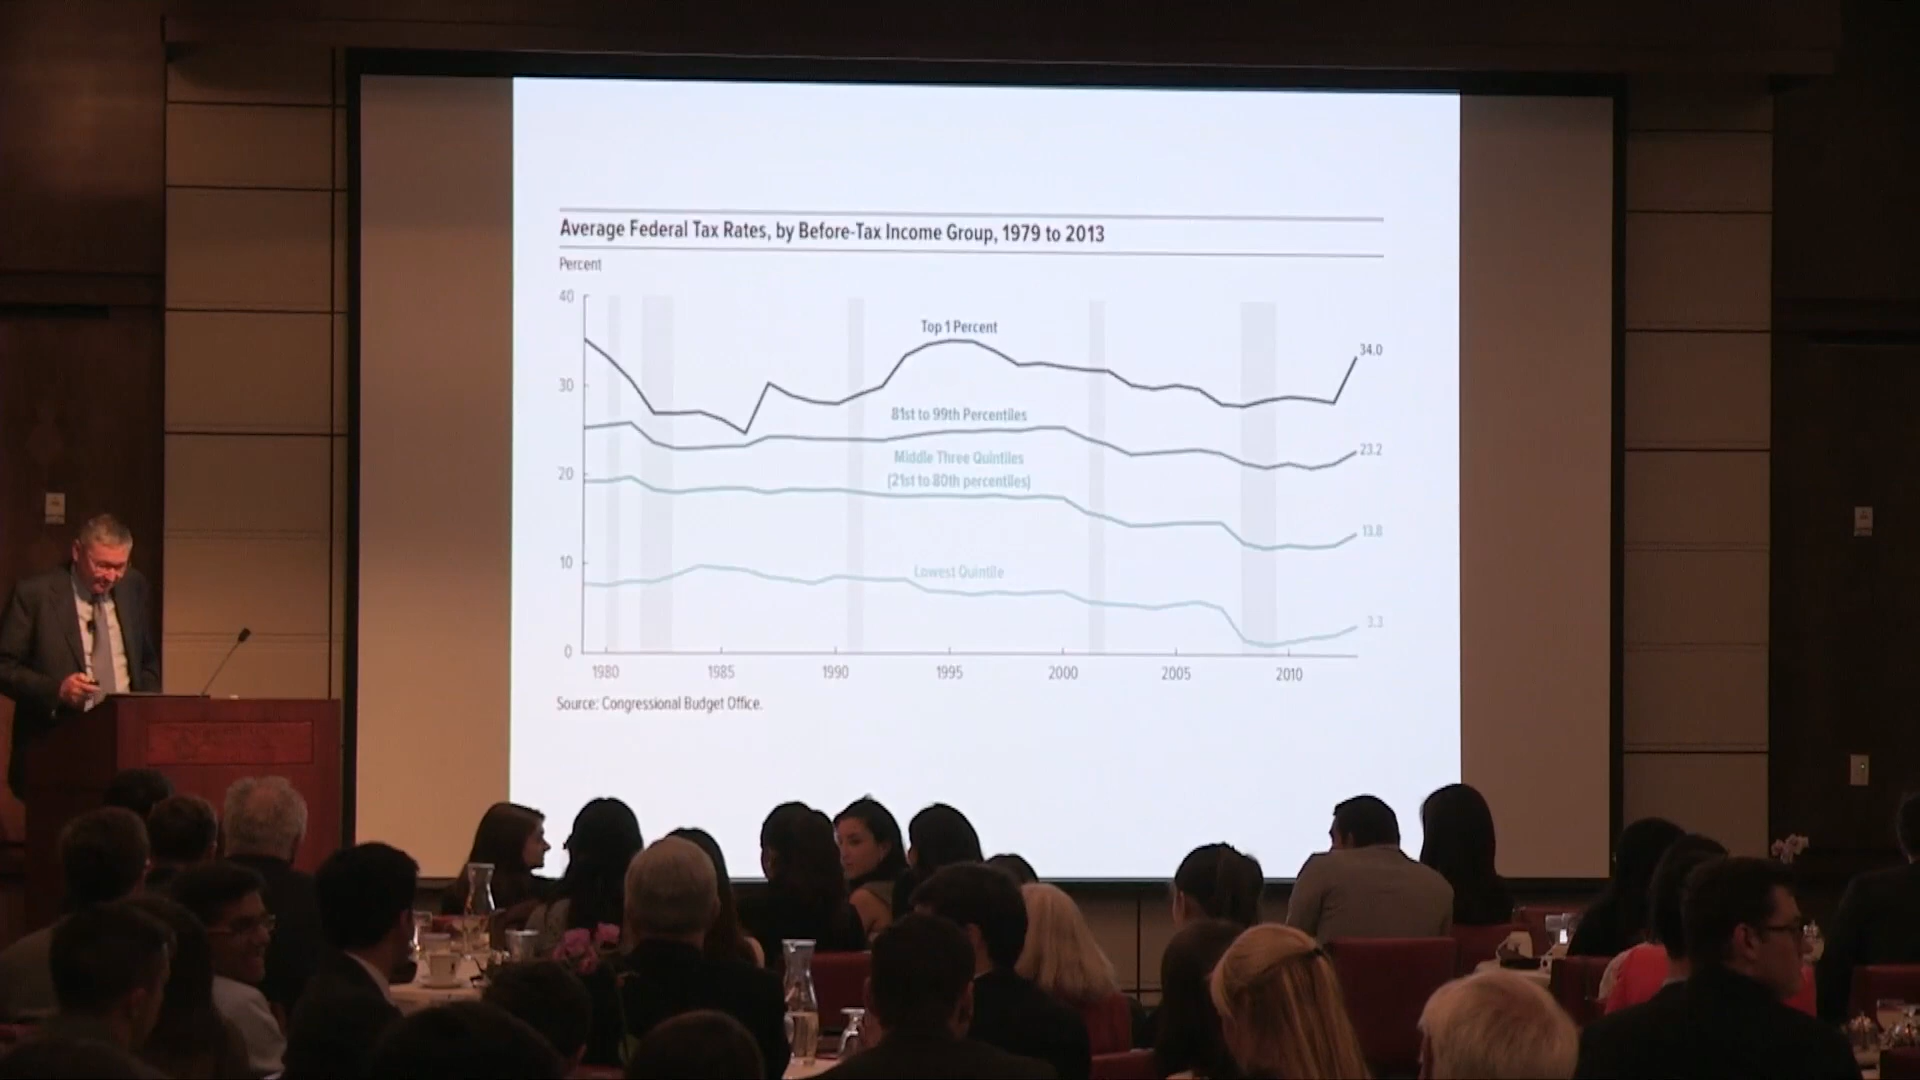 Average Federal Tax Rates, by Before-Tax Income Group, 1979 to 2013
Percent
40
30
20
10
0
Top 1 Percent
34.0
81st to 99th Percentiles
23.2
Middle Three Quintiles
(21st to 80th percentiles)
13.8
Lowest Quintile
3.3
1980 1985 1990 1995 2000 2005 2010
Source: Congressional Budget Office.